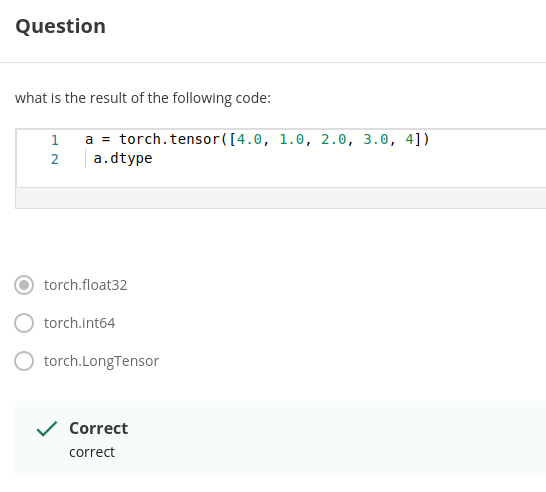 Question
what is the result of the following code:
1 a = torch.tensor([4.0, 1.0, 2.0, 3.0, 4])
2 a.dtype
torch.float32
torch.int64
torch.LongTensor
Correct
correct